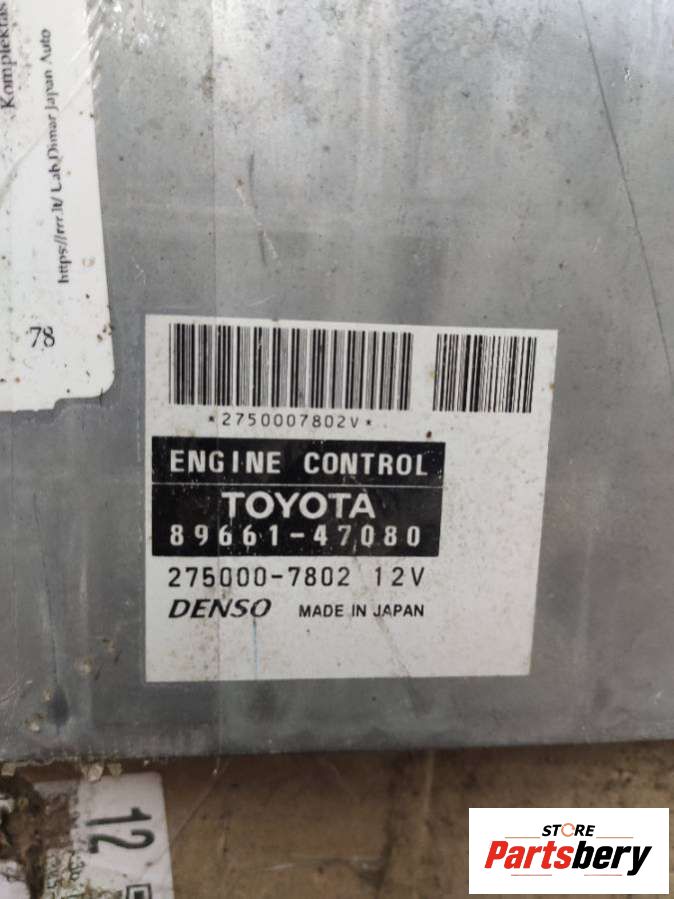 Komplektas
https://rrr.lt/ Lab Dimar Japan Auto
78
*2750007802V*
ENGINE CONTROL
TOYOTA
89661-47080
275000-7802 12V
DENSO MADE IN JAPAN
12
STORE
Partsbery